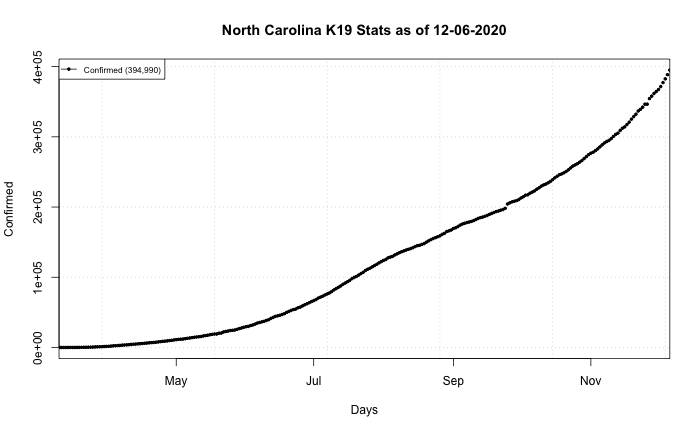 North Carolina K19 Stats as of 12-06-2020
Confirmed (394,990)
Confirmed
4e+05
3e+05
2e+05
1e+05
0e+00
May
Jul
Sep
Nov
Days